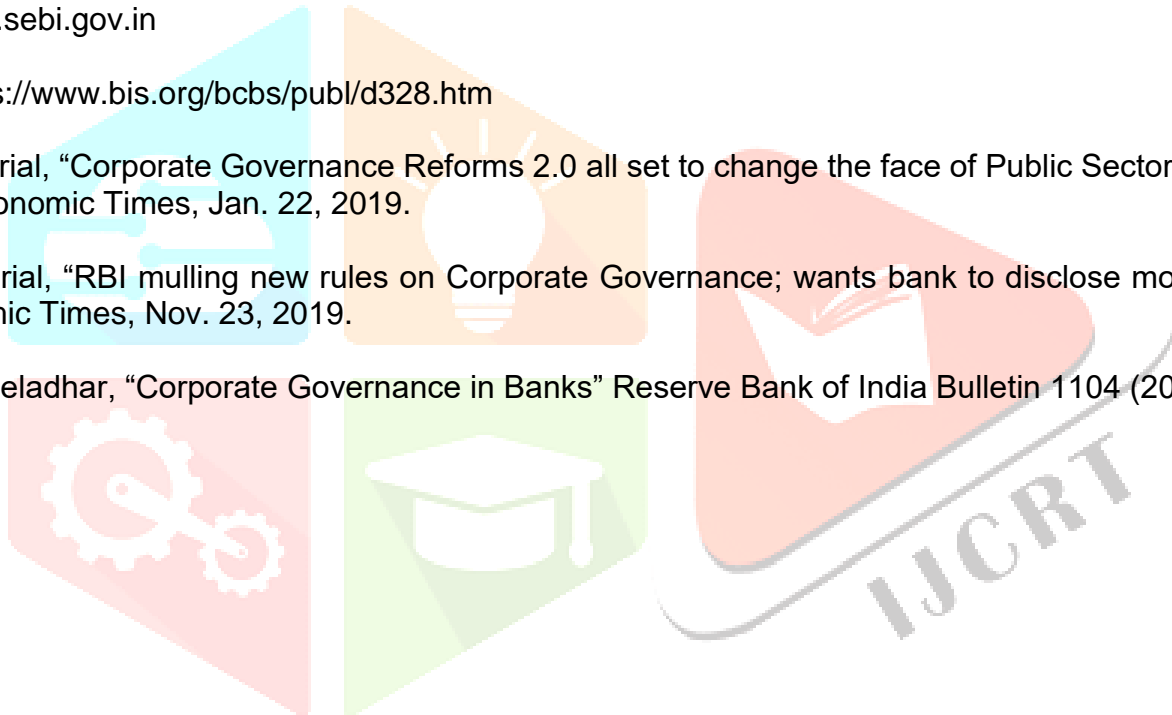 .sebi.gov.in
s://www.bis.org/bcbs/publ/d328.htm
rial, “Corporate Governance Reforms 2.0 all set to change the face of Public Sector
onomic Times, Jan. 22, 2019.
rial, “RBI mulling new rules on Corporate Governance; wants bank to disclose mo
nic Times, Nov. 23, 2019.
eladhar, “Corporate Governance in Banks” Reserve Bank of India Bulletin 1104 (20
IJCRT